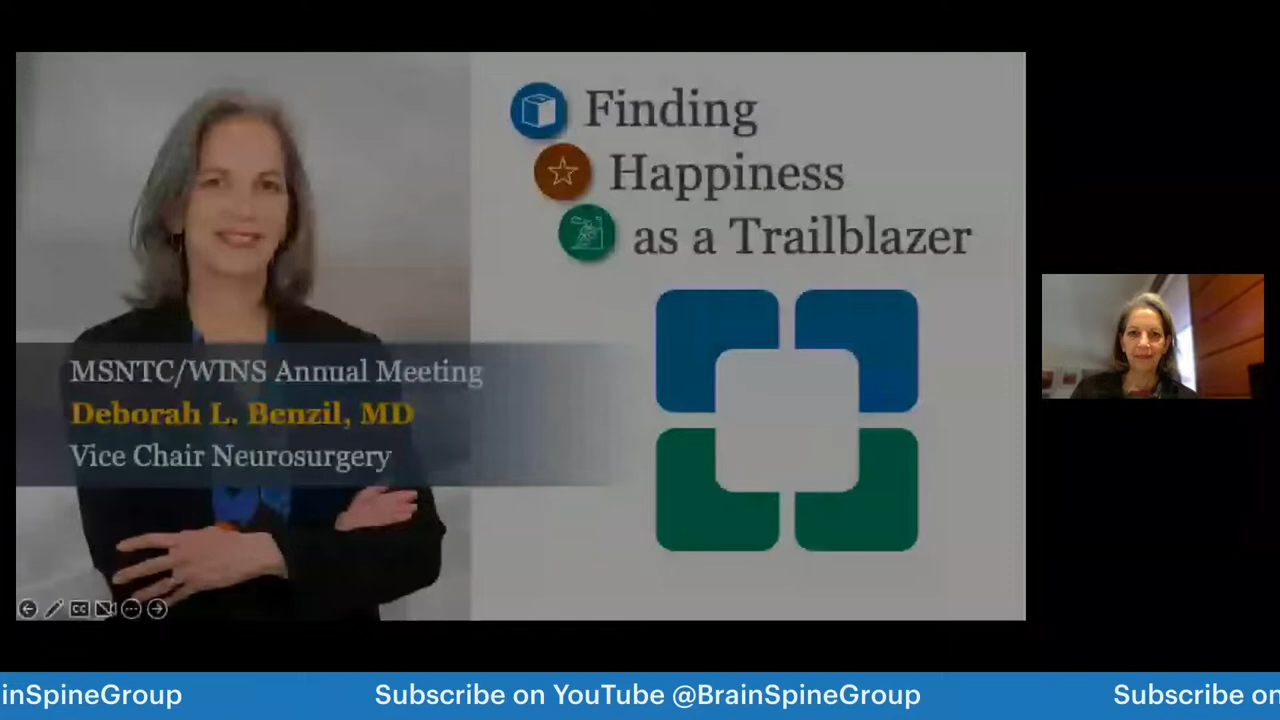 Finding
Happiness
as a Trailblazer
MSNTC/WINS Annual Meeting
Deborah L. Benzil, MD
Vice Chair Neurosurgery
CC
inSpineGroup
Subscribe on YouTube @BrainSpineGroup
Subscribe on